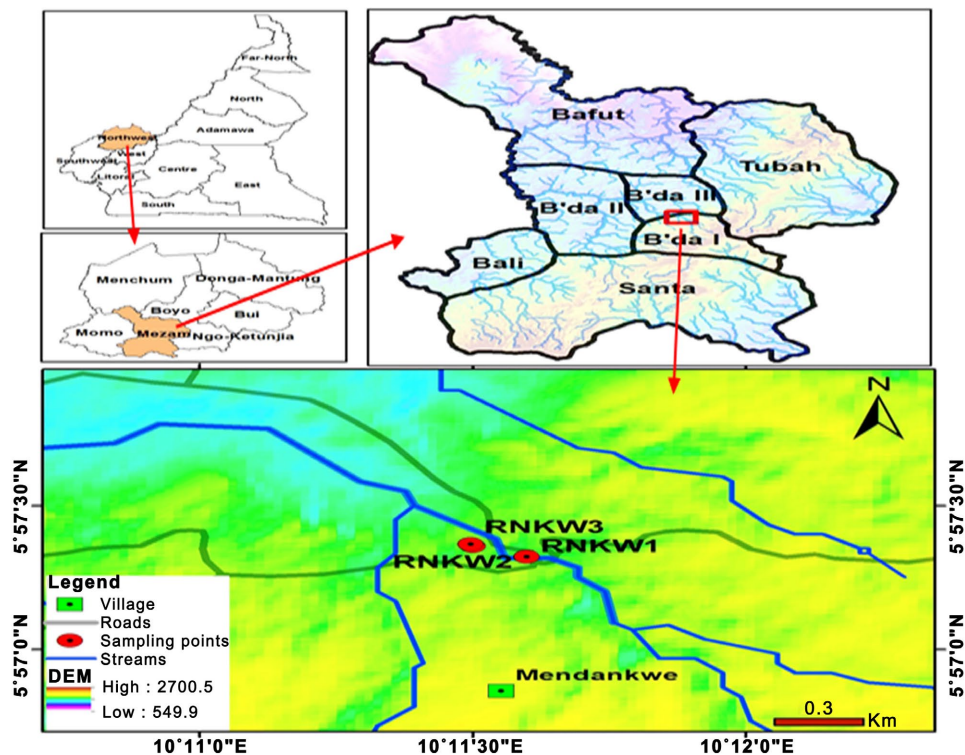 Far-North
North
Adamawa
Northwest
West
Southwest
Litoral
Centre
East
South
Menchum
Donga-Mantung
Boyo
Bui
Momo
Mezam
Ngo-Ketunjia
Bafut
Tubah
B'da III
B'da II
B'da I
Bali
Santa
N
5°57'30"N
5°57'30"N
RNKW3
RNKW2
RNKW1
Legend
Village
Roads
Sampling points
Streams
DEM
High : 2700.5
Low : 549.9
5°57'0"N
5°57'0"N
Mendankwe
0.3
Km
10°11'0"E
10°11'30"E
10°12'0"E